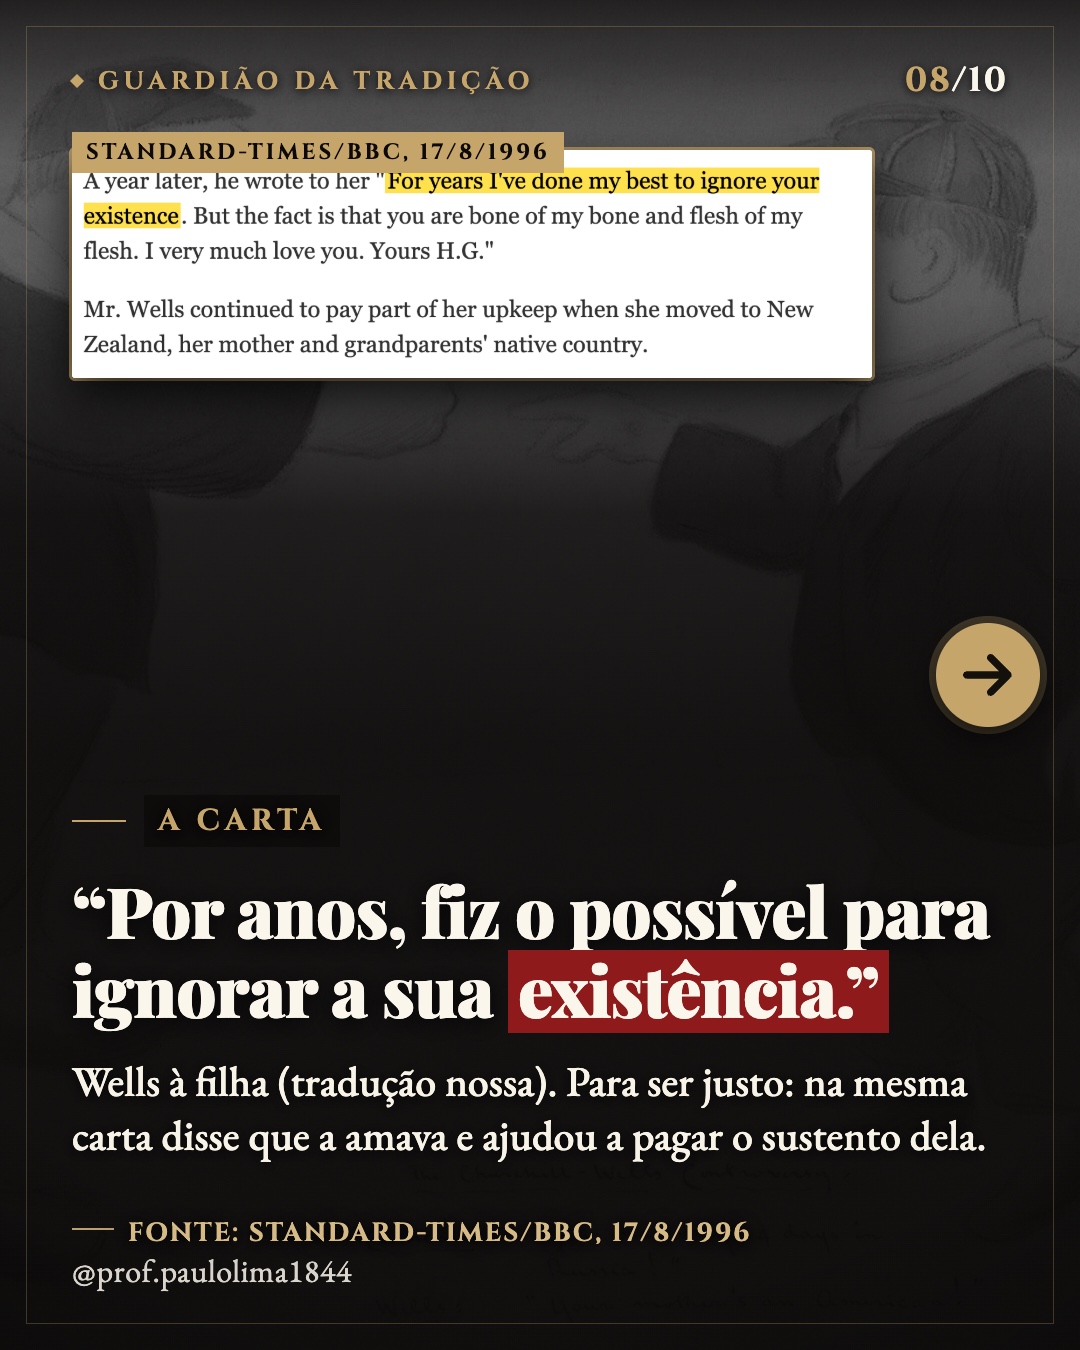 GUARDIÃO DA TRADIÇÃO
08/10
STANDARD-TIMES/BBC, 17/8/1996
A year later, he wrote to her "For years I've done my best to ignore your
existence. But the fact is that you are bone of my bone and flesh of my
flesh. I very much love you. Yours H.G."
Mr. Wells continued to pay part of her upkeep when she moved to New
Zealand, her mother and grandparents' native country.
A CARTA
“Por anos, fiz o possível para
ignorar a sua existência.”
Wells à filha (tradução nossa). Para ser justo: na mesma
carta disse que a amava e ajudou a pagar o sustento dela.
FONTE: STANDARD-TIMES/BBC, 17/8/1996
@prof.paulolima1844